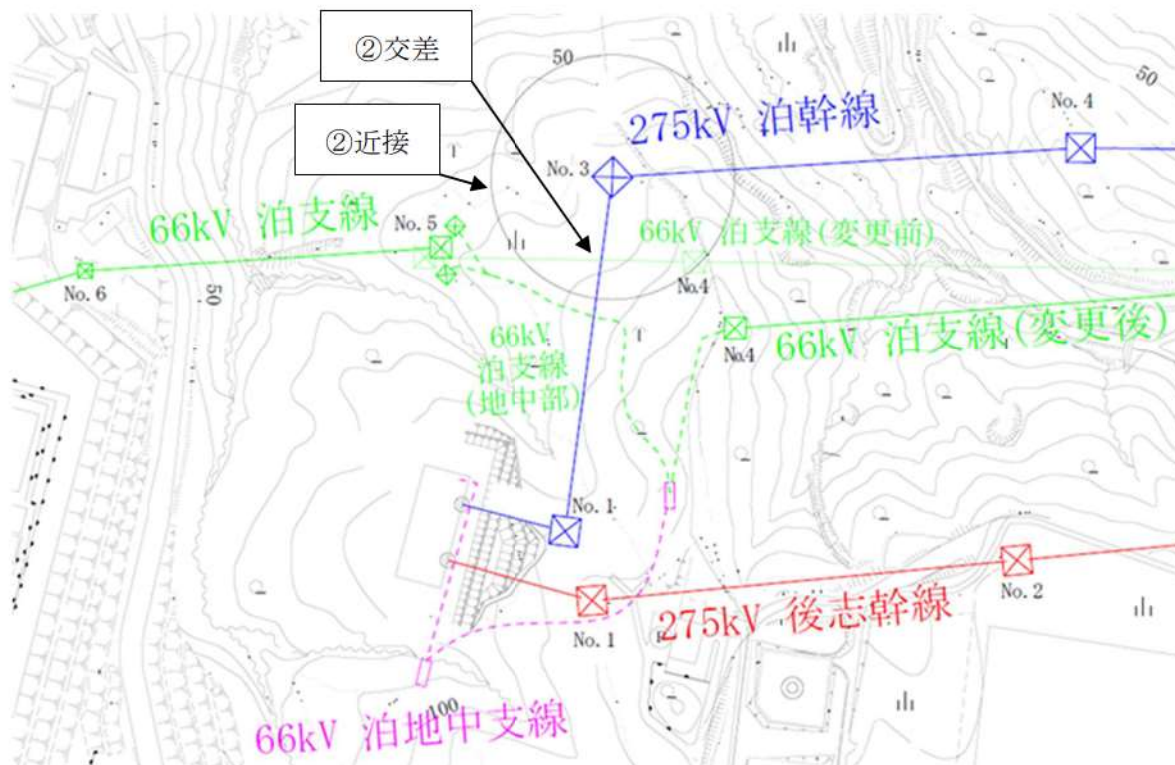 ②交差
50
50
No. 4
②近接
275kV 泊幹線
No. 3
66kV 泊支線
No. 5
66kV 泊支線(変更前)
No.4
No. 6
50
66kV
泊支線
(地中部)
No.4
66kV 泊支線(変更後)
No. 1
No. 2
No. 1
275kV 後志幹線
100
66kV 泊地中支線